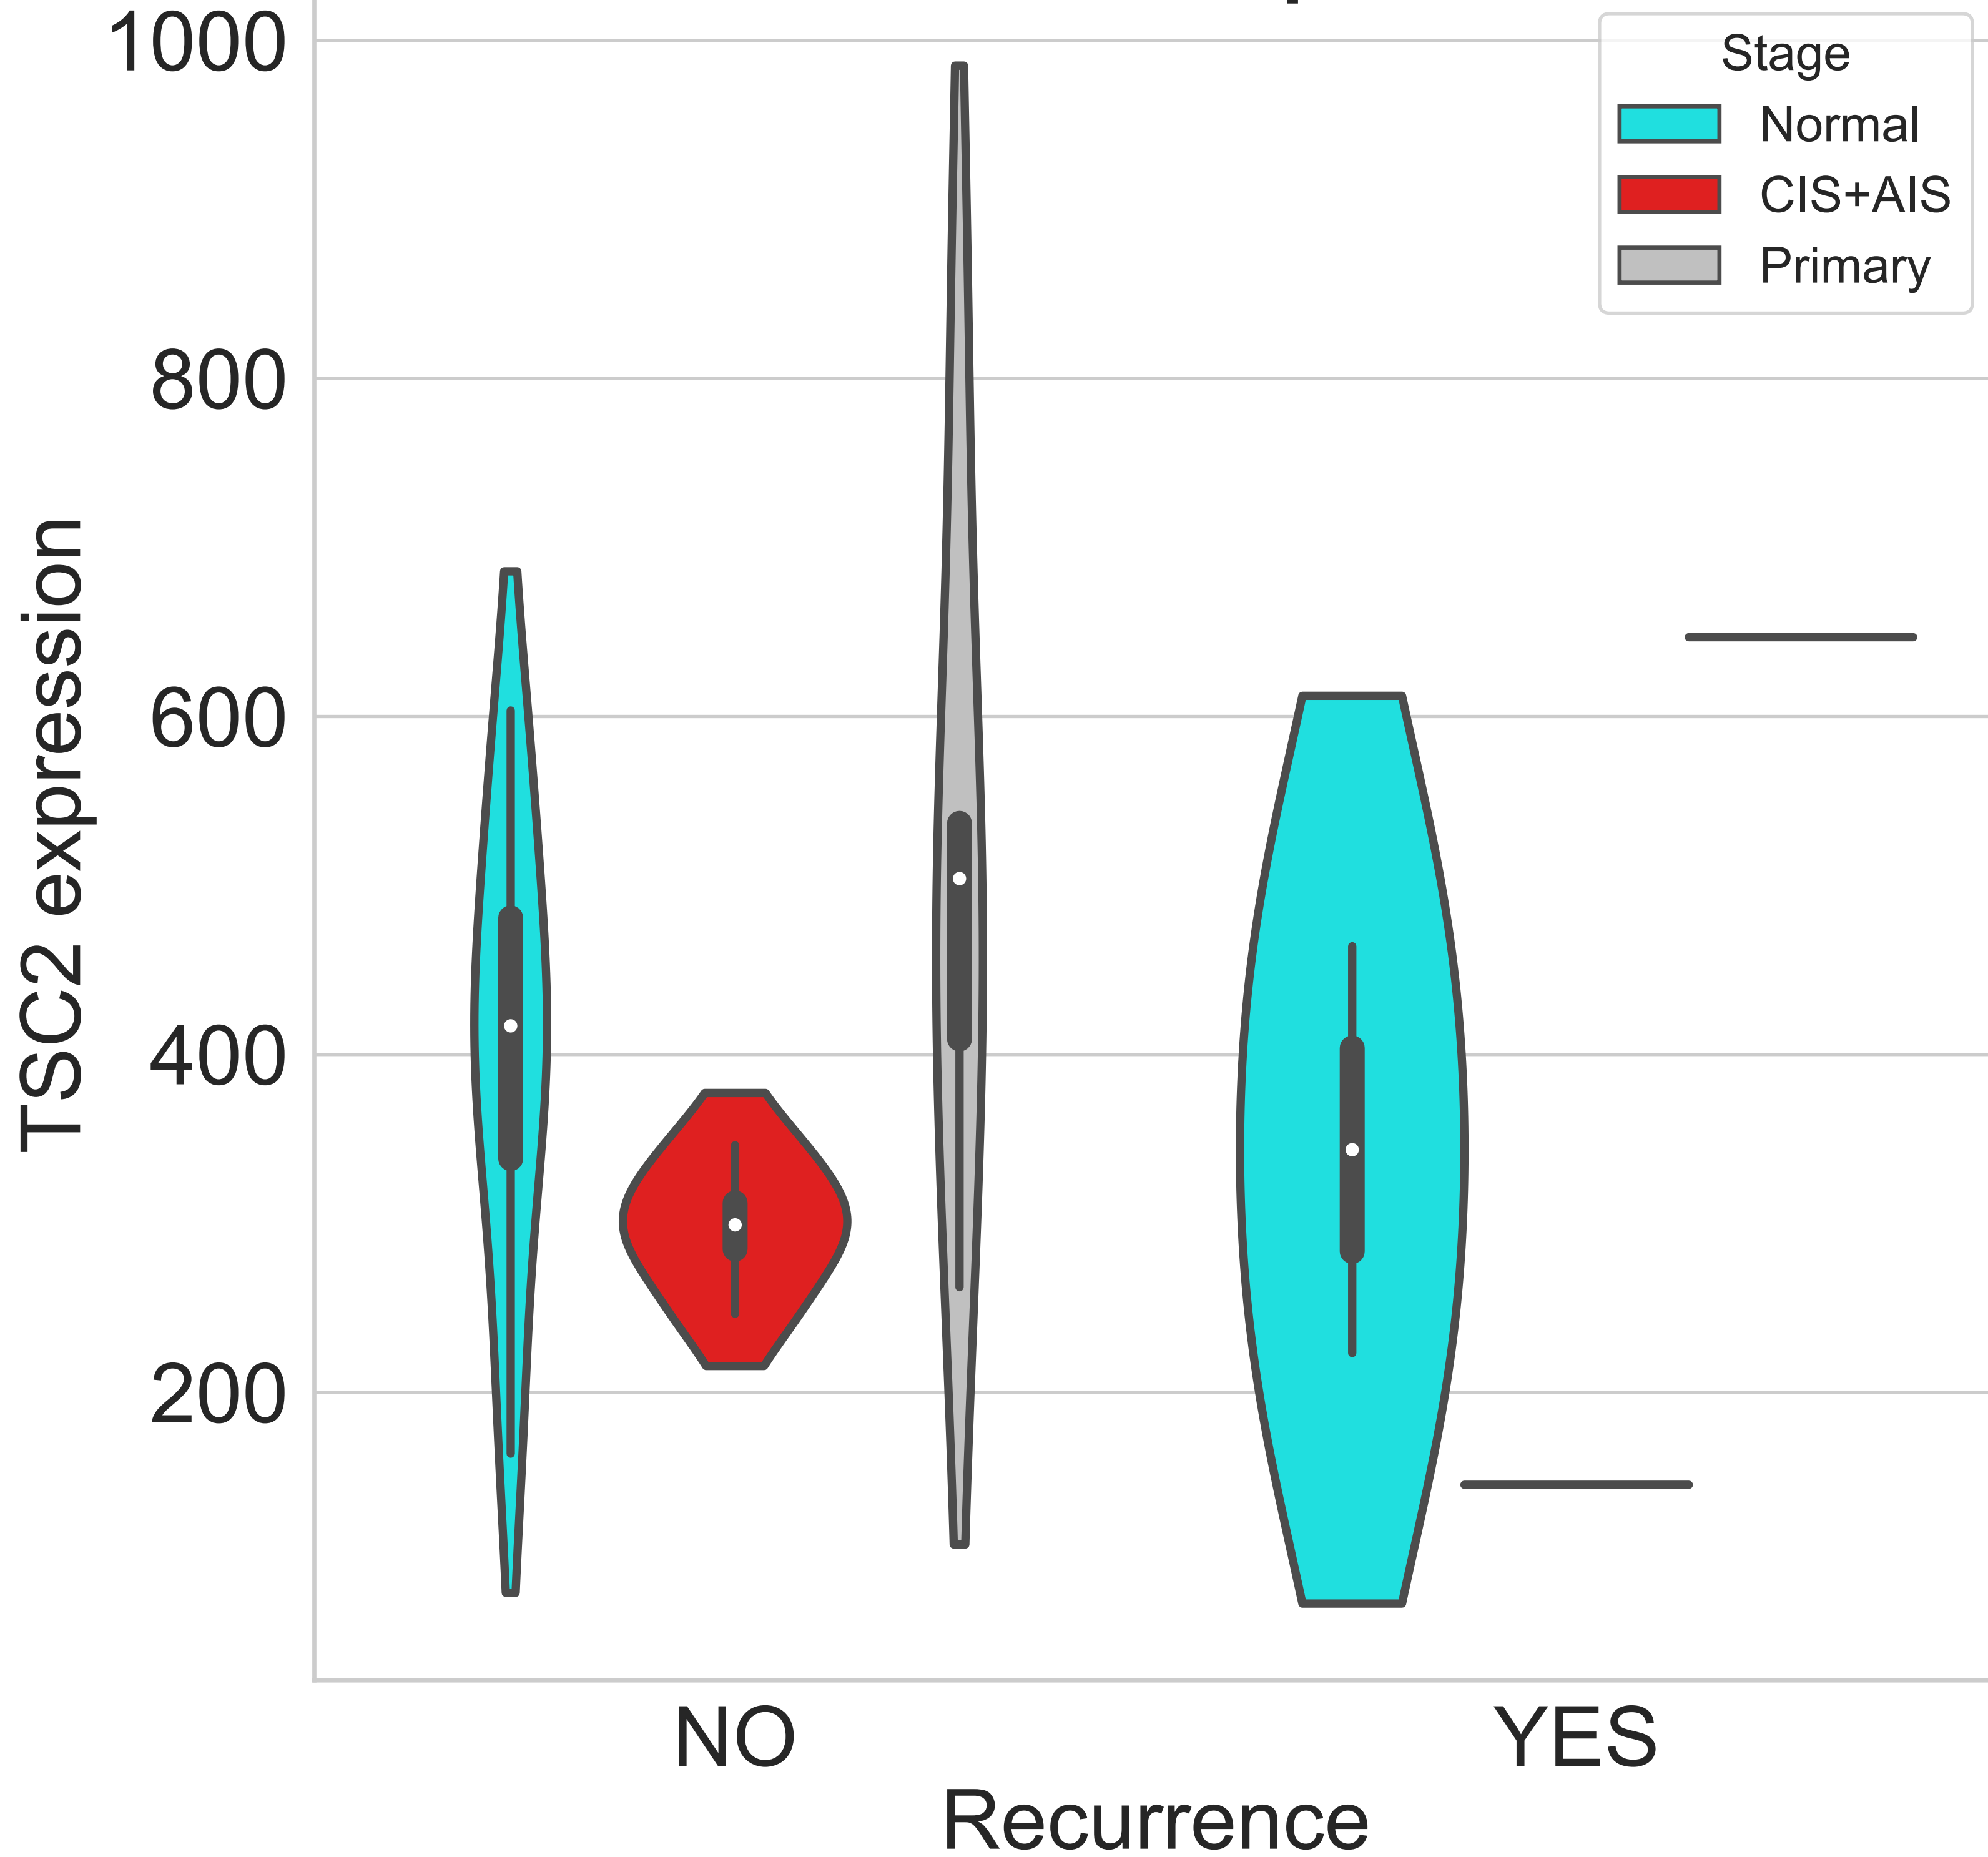 1000
800
600
400
200
TSC2 expression
Stage
Normal
CIS+AIS
Primary
NO
YES
Recurrence